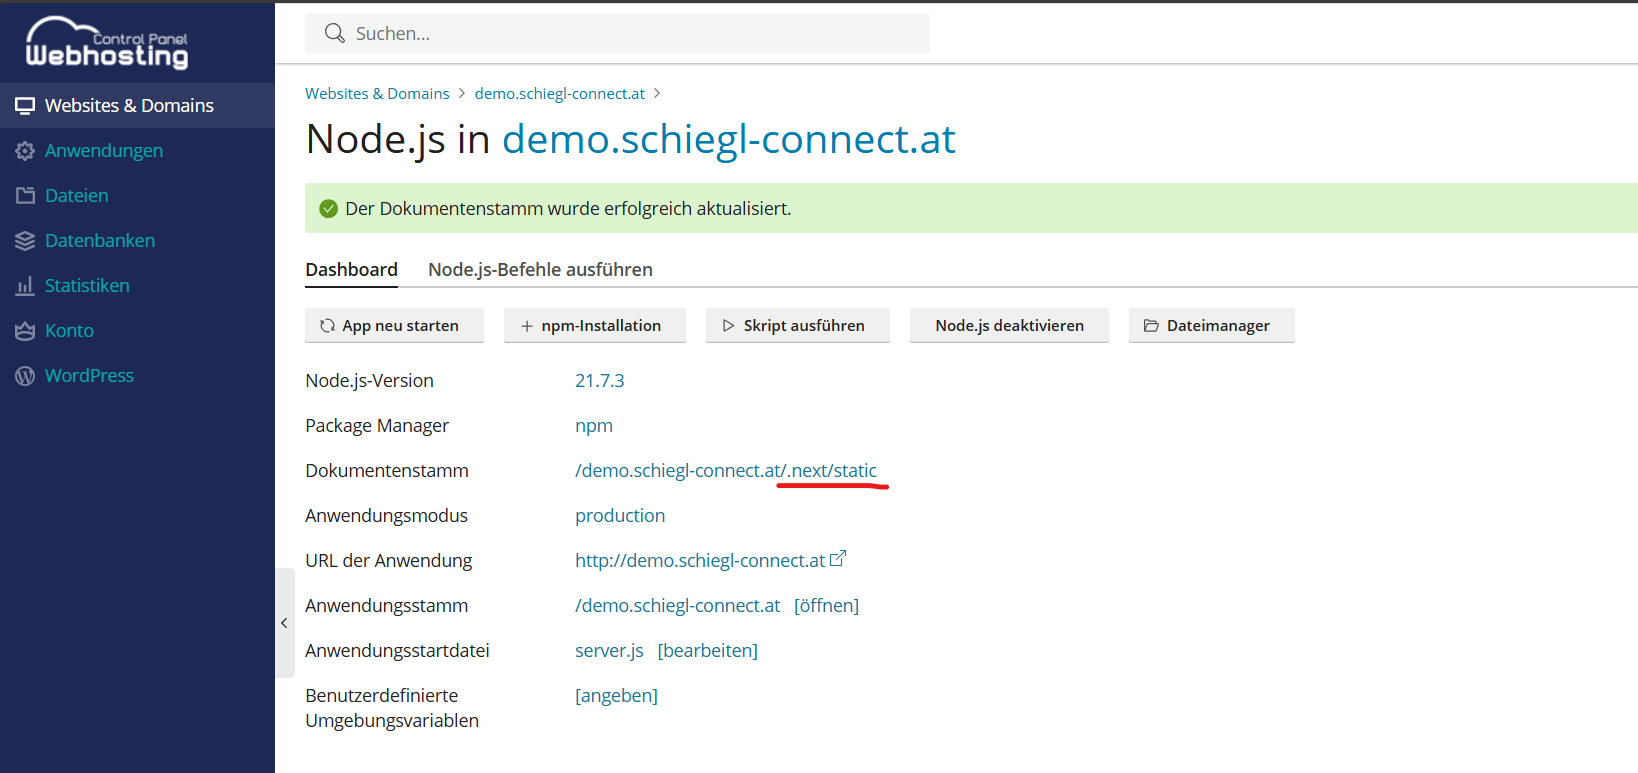 Control Panel
Webhosting
Suchen...
Websites & Domains
Anwendungen
Dateien
Datenbanken
Statistiken
Konto
WordPress
Websites & Domains > demo.schiegl-connect.at >
Node.js in demo.schiegl-connect.at
Der Dokumentenstamm wurde erfolgreich aktualisiert.
Dashboard Node.js-Befehle ausführen
App neu starten npm-Installation Skript ausführen Node.js deaktivieren Dateimanager
Node.js-Version 21.7.3
Package Manager npm
Dokumentenstamm /demo.schiegl-connect.at/.next/static
Anwendungsmodus production
URL der Anwendung http://demo.schiegl-connect.at
Anwendungsstamm /demo.schiegl-connect.at [öffnen]
Anwendungsstartdatei server.js [bearbeiten]
Benutzerdefinierte [angeben]
Umgebungsvariablen